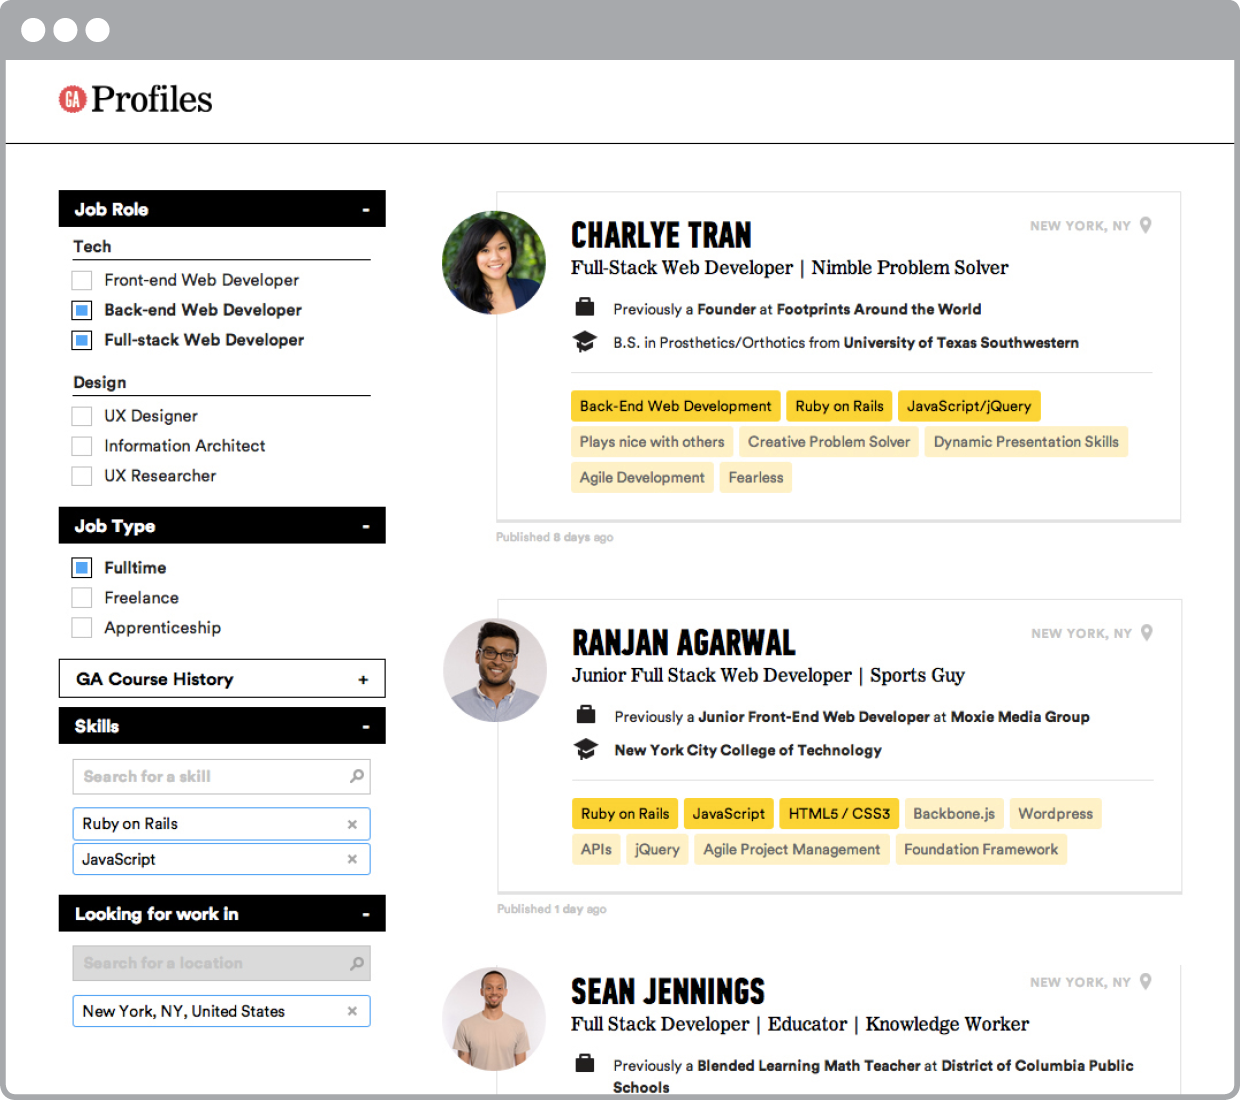 GA Profiles
Job Role -
Tech
Front-end Web Developer
Back-end Web Developer
Full-stack Web Developer
Design
UX Designer
Information Architect
UX Researcher
Job Type -
Fulltime
Freelance
Apprenticeship
GA Course History +
Skills -
Search for a skill
Ruby on Rails ×
JavaScript ×
Looking for work in -
Search for a location
New York, NY, United States ×
CHARLYE TRAN
NEW YORK, NY
Full-Stack Web Developer | Nimble Problem Solver
Previously a Founder at Footprints Around the World
B.S. in Prosthetics/Orthotics from University of Texas Southwestern
Back-End Web Development Ruby on Rails JavaScript/jQuery
Plays nice with others Creative Problem Solver Dynamic Presentation Skills
Agile Development Fearless
Published 8 days ago
RANJAN AGARWAL
NEW YORK, NY
Junior Full Stack Web Developer | Sports Guy
Previously a Junior Front-End Web Developer at Moxie Media Group
New York City College of Technology
Ruby on Rails JavaScript HTML5 / CSS3 Backbone.js Wordpress
APIs jQuery Agile Project Management Foundation Framework
Published 1 day ago
SEAN JENNINGS
NEW YORK, NY
Full Stack Developer | Educator | Knowledge Worker
Previously a Blended Learning Math Teacher at District of Columbia Public
Schools